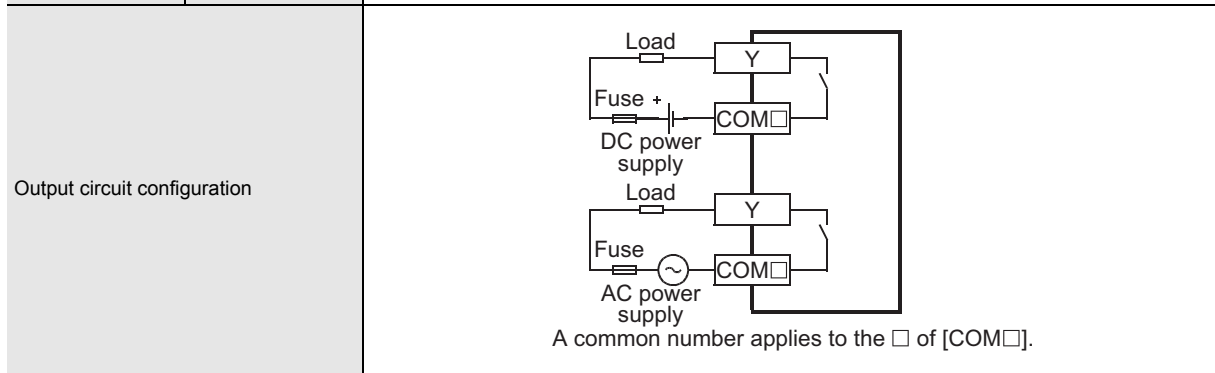 Output circuit configuration
Load
Y
Fuse +
COM□
DC power
supply
Load
Y
Fuse
COM□
AC power
supply
A common number applies to the □ of [COM□].